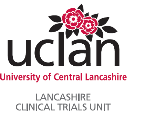 uclan
University of Central Lancashire
LANCASHIRE
CLINICAL TRIALS UNIT